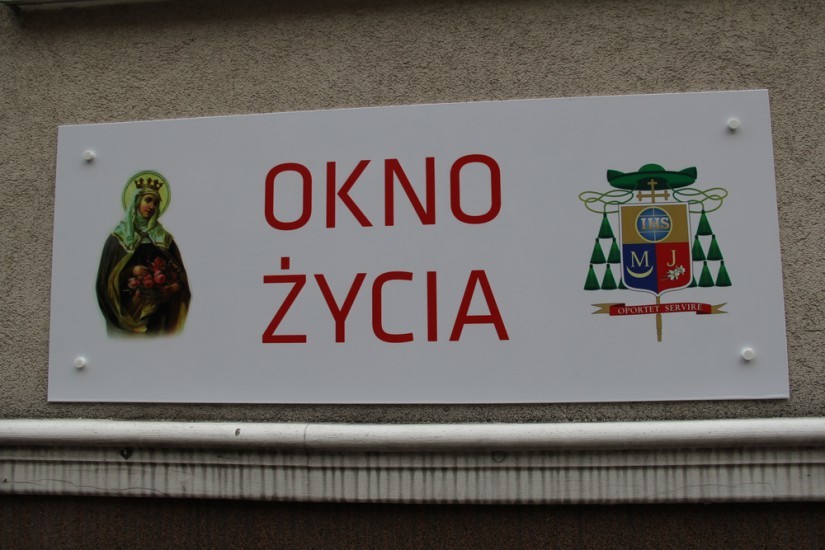 OKNO
ŻYCIA
IHS
M J
OPORTET SERVIRE